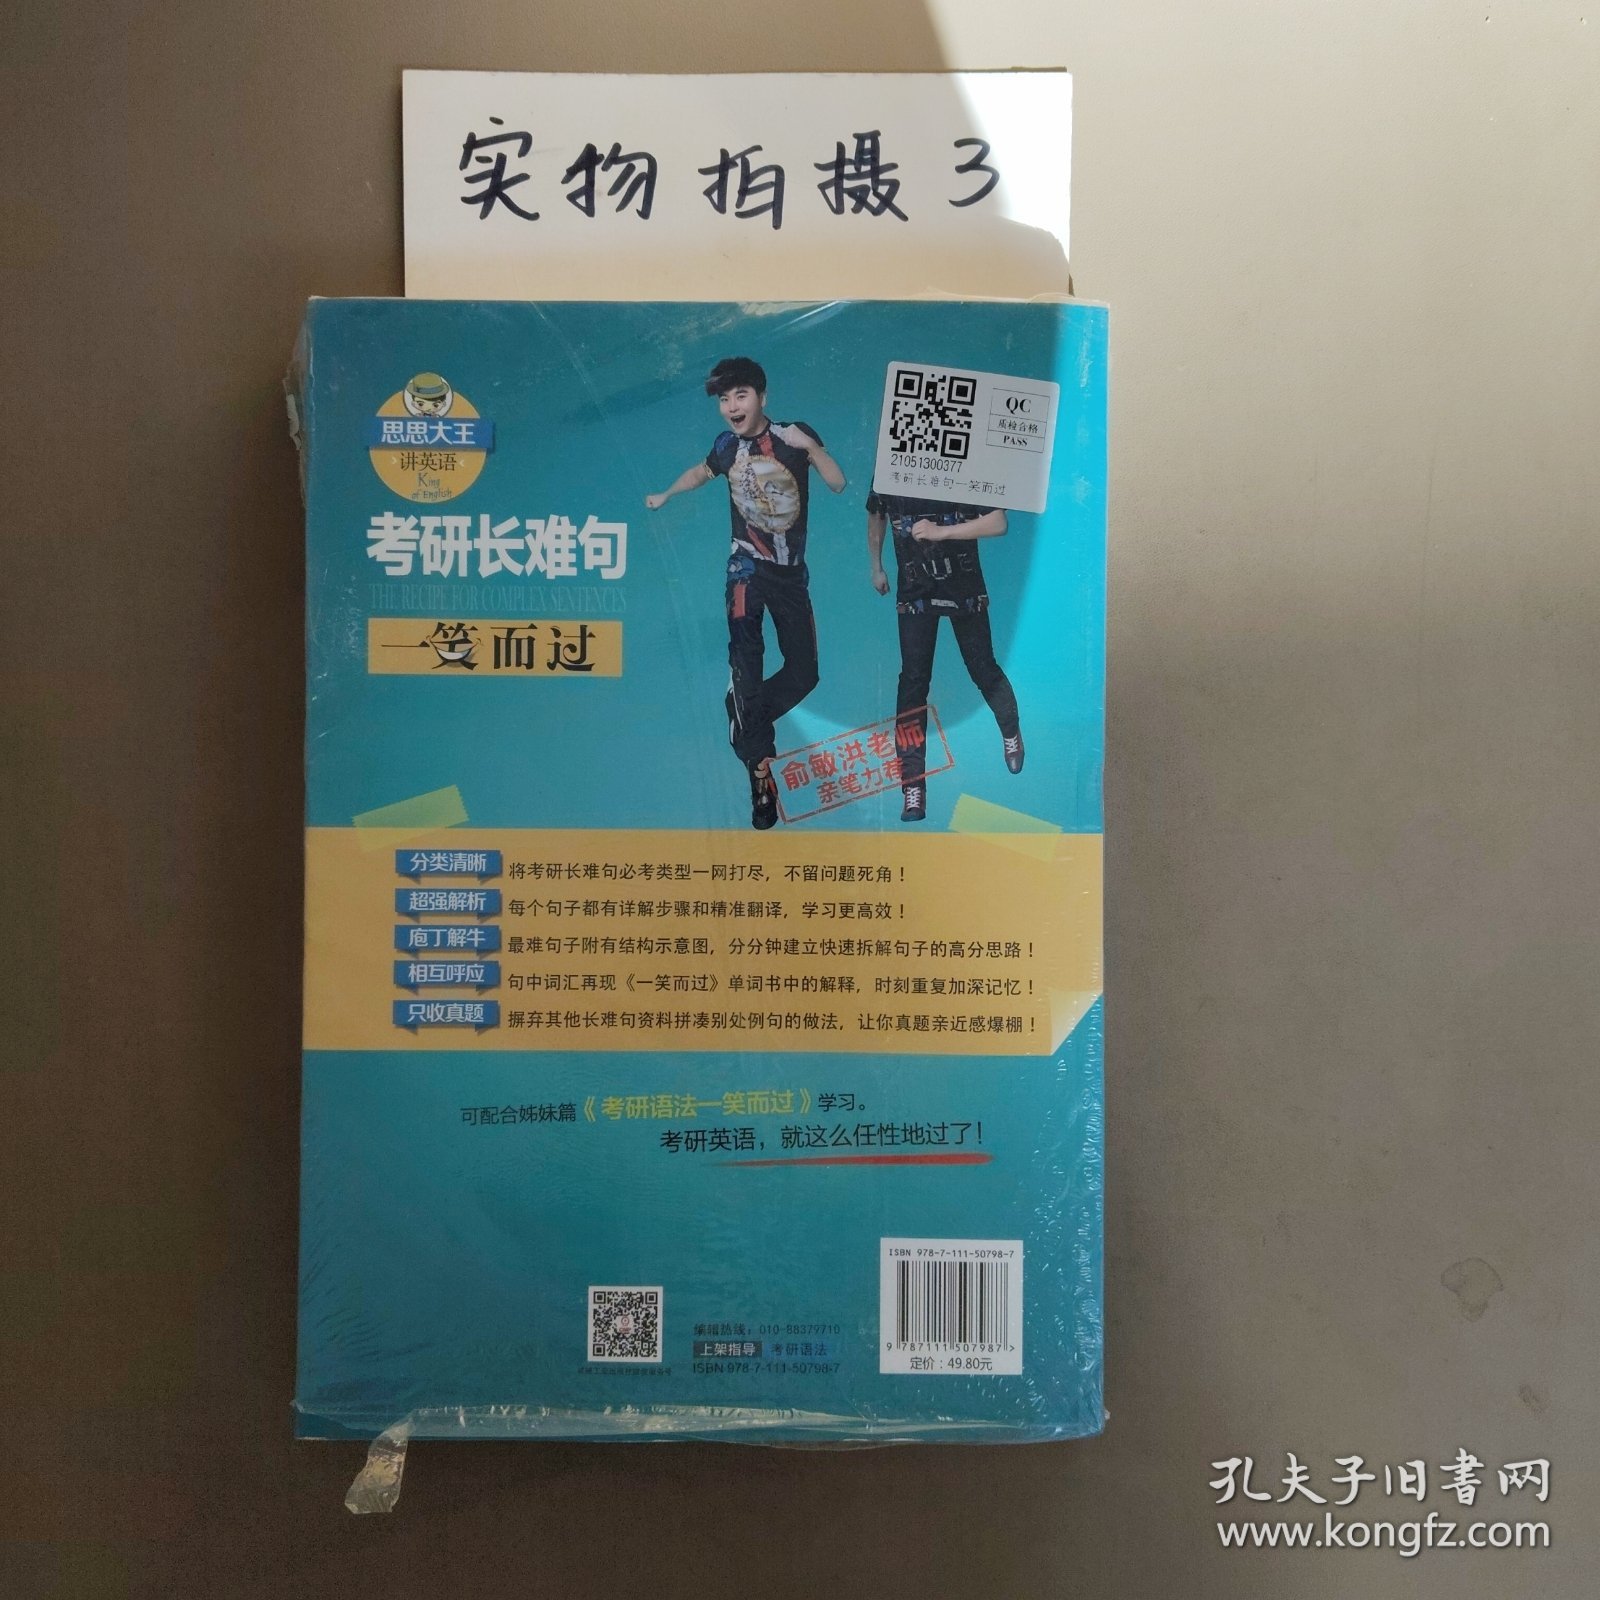 实物拍摄3
QC
质检合格
PASS
21051300377
考研长难句一笑而过
思思大王
讲英语
King
of English
考研长难句
THE RECIPE FOR COMPLEX SENTENCES
一笑而过
俞敏洪老师
亲笔力荐
分类清晰 将考研长难句必考类型一网打尽，不留问题死角！
超强解析 每个句子都有详解步骤和精准翻译，学习更高效！
庖丁解牛 最难句子附有结构示意图，分分钟建立快速拆解句子的高分思路！
相互呼应 句中词汇再现《一笑而过》单词书中的解释，时刻重复加深记忆！
只收真题 摒弃其他长难句资料拼凑别处例句的做法，让你真题亲近感爆棚！
可配合姊妹篇《考研语法一笑而过》学习。
考研英语，就这么任性地过了！
ISBN 978-7-111-50798-7
9 787111 507987 >
定价：49.80元
编辑热线：010-88379710
上架指导 考研语法
ISBN 978-7-111-50798-7
孔夫子旧书网
www.kongfz.com